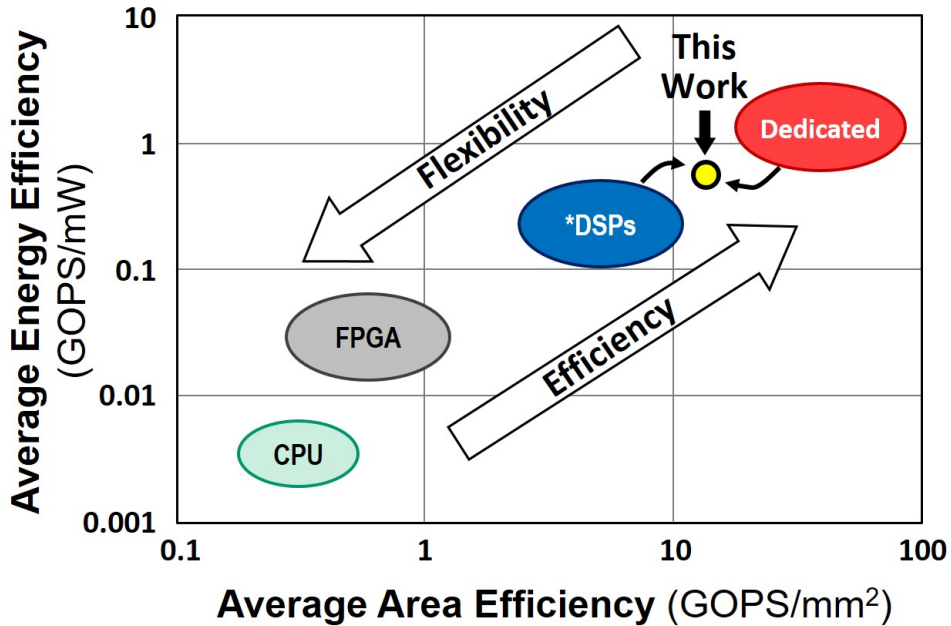 Average Energy Efficiency
(GOPS/mW)
10
1
0.1
0.01
0.001
0.1
1
10
100
Average Area Efficiency (GOPS/mm²)
Flexibility
This
Work
Dedicated
*DSPs
Efficiency
FPGA
CPU